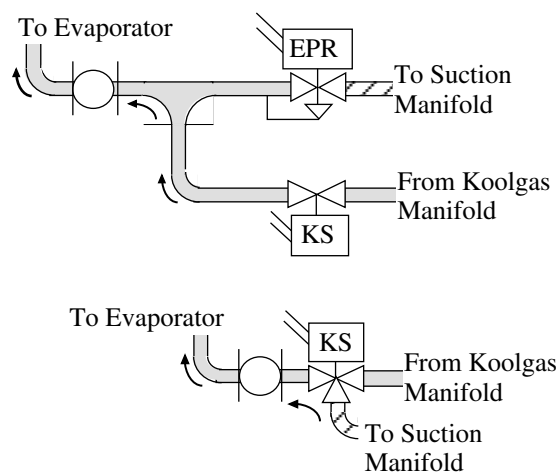 To Evaporator
EPR
To Suction
Manifold
From Koolgas
Manifold
KS
To Evaporator
KS
From Koolgas
Manifold
To Suction
Manifold